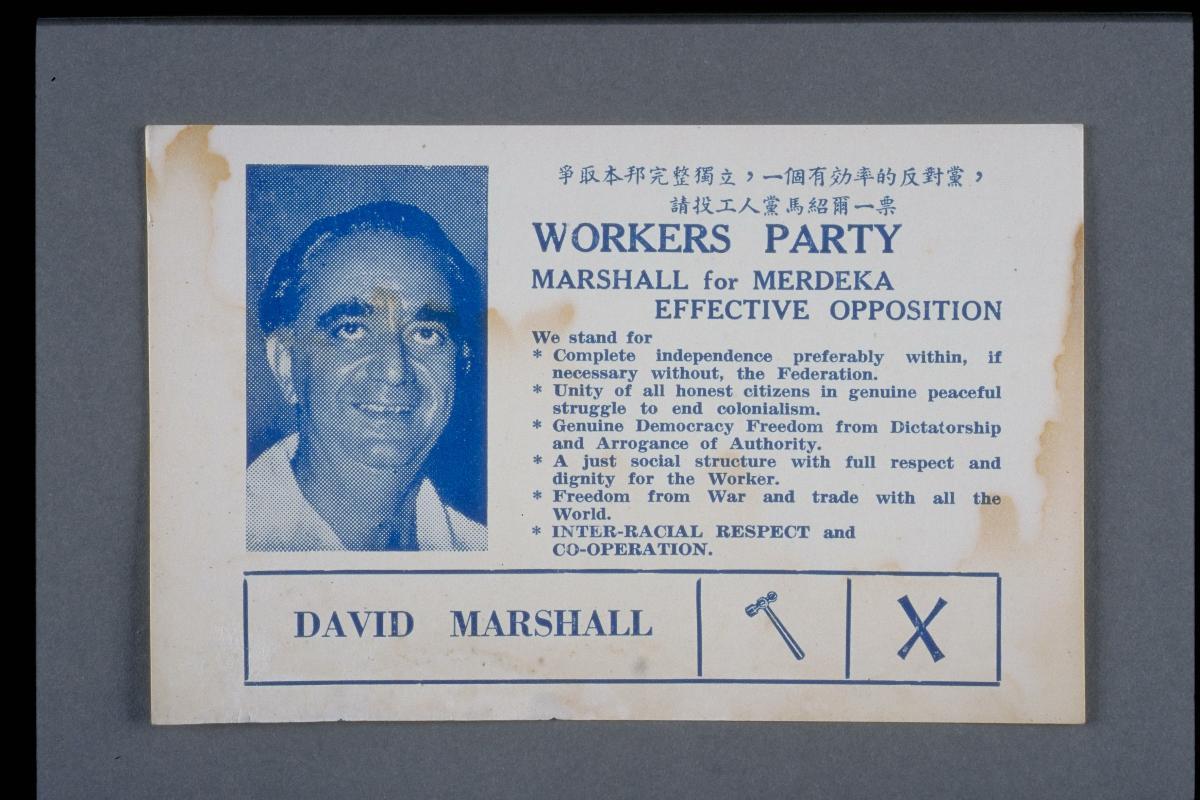 爭取本邦完整獨立，一個有効率的反對黨，
請投工人黨馬紹爾一票
WORKERS PARTY
MARSHALL for MERDEKA
EFFECTIVE OPPOSITION
We stand for
* Complete independence preferably within, if
necessary without, the Federation.
* Unity of all honest citizens in genuine peaceful
struggle to end colonialism.
* Genuine Democracy Freedom from Dictatorship
and Arrogance of Authority.
* A just social structure with full respect and
dignity for the Worker.
* Freedom from War and trade with all the
World.
* INTER-RACIAL RESPECT and
CO-OPERATION.
DAVID MARSHALL X